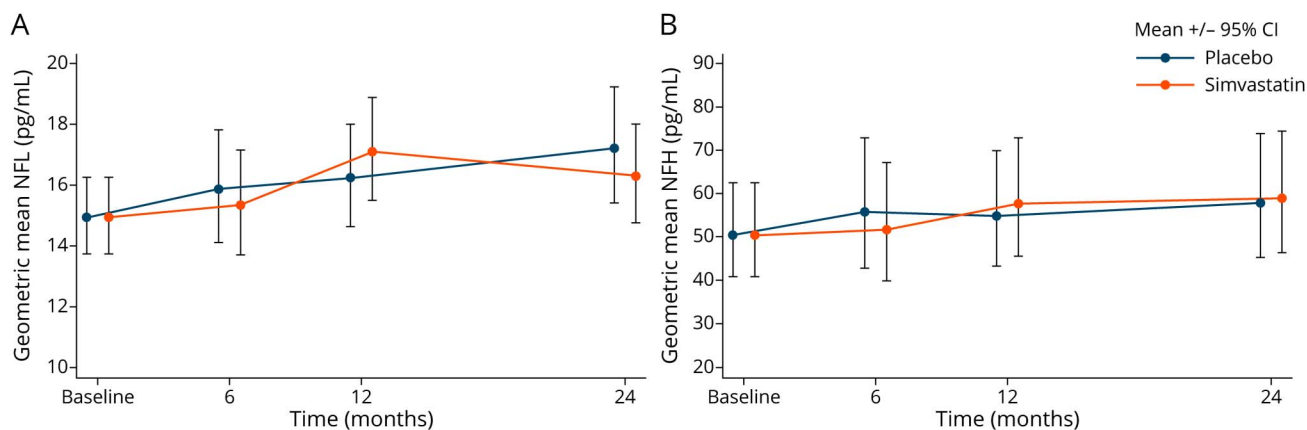 A
Geometric mean NFL (pg/mL)
20
18
16
14
12
10
Baseline 6 12 24
Time (months)
B
Mean +/– 95% CI
Placebo
Simvastatin
Geometric mean NFH (pg/mL)
90
80
70
60
50
40
30
20
Baseline 6 12 24
Time (months)